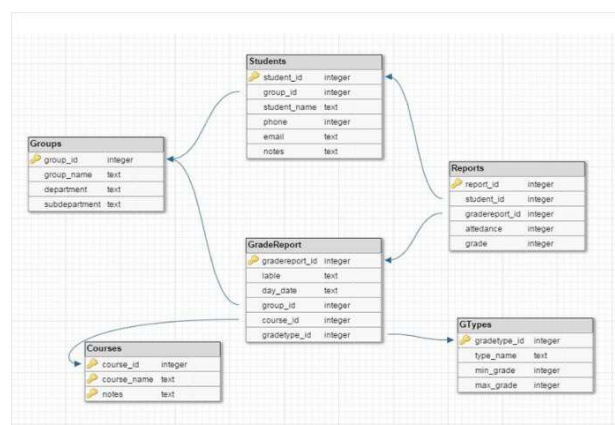 Students
student_id integer
group_id integer
student_name text
phone integer
email text
notes text
Groups
group_id integer
group_name text
department text
subdepartment text
Reports
report_id integer
student_id integer
gradereport_id integer
attedance integer
grade integer
GradeReport
gradereport_id integer
lable text
day_date text
group_id integer
course_id integer
gradetype_id integer
GTypes
gradetype_id integer
type_name text
min_grade integer
max_grade integer
Courses
course_id integer
course_name text
notes text